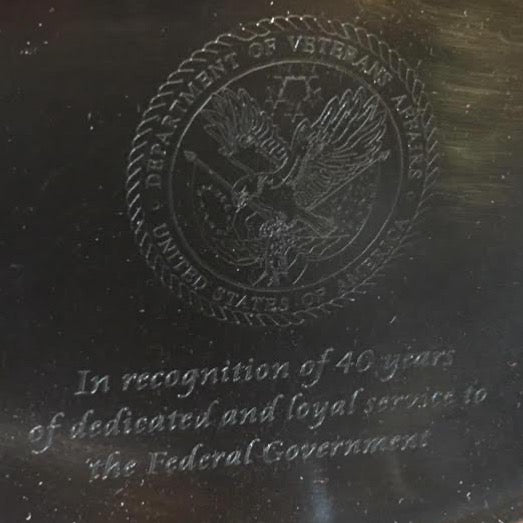 DEPARTMENT OF VETERANS AFFAIRS
UNITED STATES OF AMERICA
In recognition of 40 years
of dedicated and loyal service to
the Federal Government